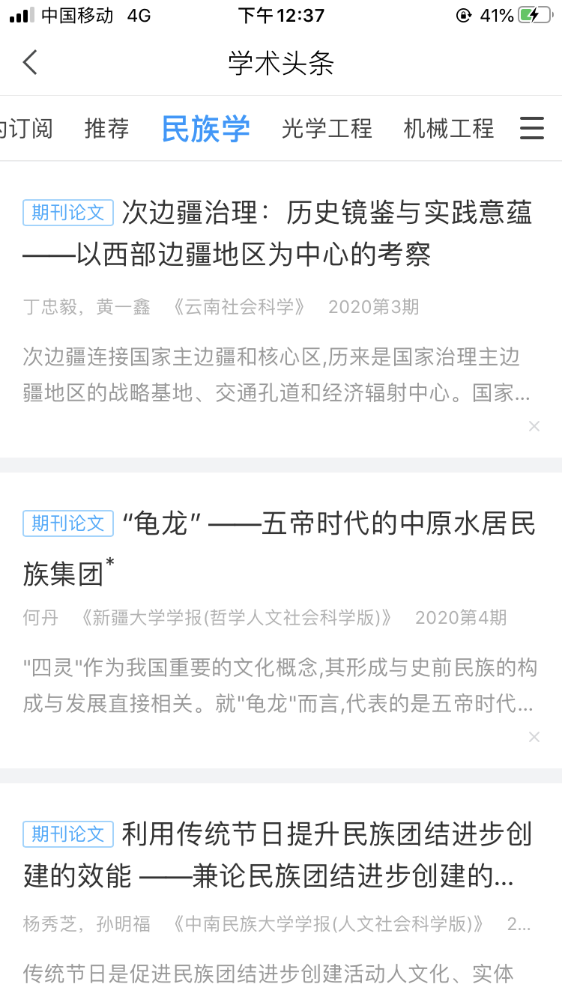 中国移动 4G 下午12:37 41%
学术头条
订阅 推荐 民族学 光学工程 机械工程
期刊论文 次边疆治理：历史镜鉴与实践意蕴
——以西部边疆地区为中心的考察
丁忠毅，黄一鑫 《云南社会科学》 2020第3期
次边疆连接国家主边疆和核心区,历来是国家治理主边
疆地区的战略基地、交通孔道和经济辐射中心。国家...
期刊论文 “龟龙” ——五帝时代的中原水居民
族集团*
何丹 《新疆大学学报(哲学人文社会科学版)》 2020第4期
"四灵"作为我国重要的文化概念,其形成与史前民族的构
成与发展直接相关。就"龟龙"而言,代表的是五帝时代...
期刊论文 利用传统节日提升民族团结进步创
建的效能 ——兼论民族团结进步创建的...
杨秀芝，孙明福 《中南民族大学学报(人文社会科学版)》 2...
传统节日是促进民族团结进步创建活动人文化、实体